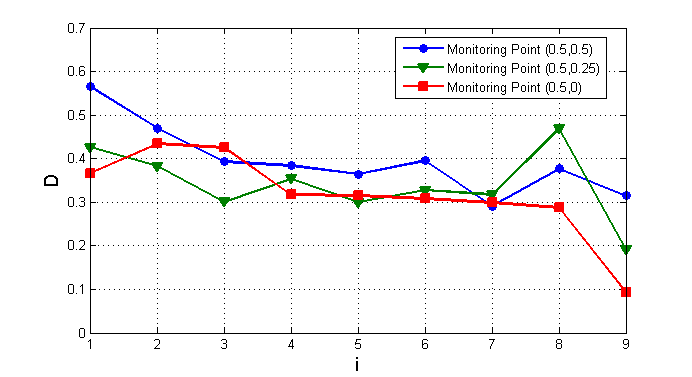 0.7
0.6
0.5
0.4
0.3
0.2
0.1
0
D
Monitoring Point (0.5,0.5)
Monitoring Point (0.5,0.25)
Monitoring Point (0.5,0)
1 2 3 4 5 6 7 8 9
i